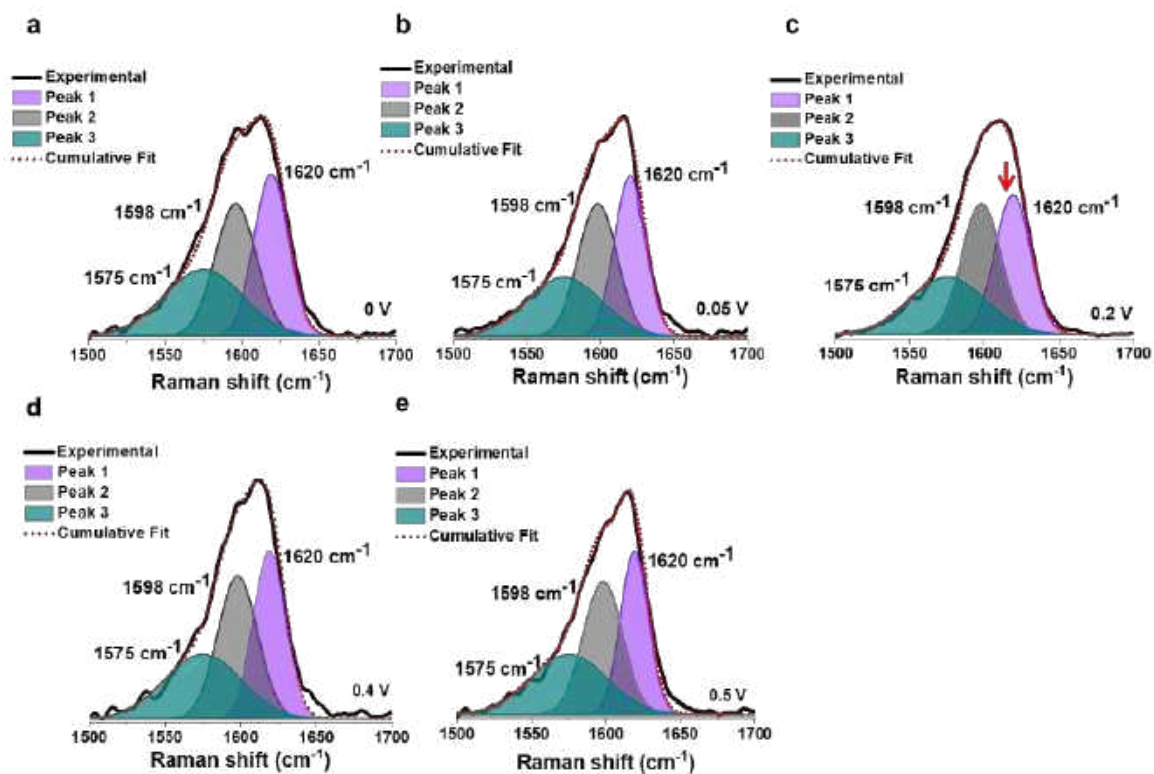 a
Experimental
Peak 1
Peak 2
Peak 3
Cumulative Fit
1620 cm⁻¹
1598 cm⁻¹
1575 cm⁻¹
0 V
1500 1550 1600 1650 1700
Raman shift (cm⁻¹)
b
Experimental
Peak 1
Peak 2
Peak 3
Cumulative Fit
1620 cm⁻¹
1598 cm⁻¹
1575 cm⁻¹
0.05 V
1500 1550 1600 1650 1700
Raman shift (cm⁻¹)
c
Experimental
Peak 1
Peak 2
Peak 3
Cumulative Fit
1598 cm⁻¹
1620 cm⁻¹
1575 cm⁻¹
0.2 V
1500 1550 1600 1650 1700
Raman shift (cm⁻¹)
d
Experimental
Peak 1
Peak 2
Peak 3
Cumulative Fit
1620 cm⁻¹
1598 cm⁻¹
1575 cm⁻¹
0.4 V
1500 1550 1600 1650 1700
Raman shift (cm⁻¹)
e
Experimental
Peak 1
Peak 2
Peak 3
Cumulative Fit
1620 cm⁻¹
1598 cm⁻¹
1575 cm⁻¹
0.5 V
1500 1550 1600 1650 1700
Raman shift (cm⁻¹)